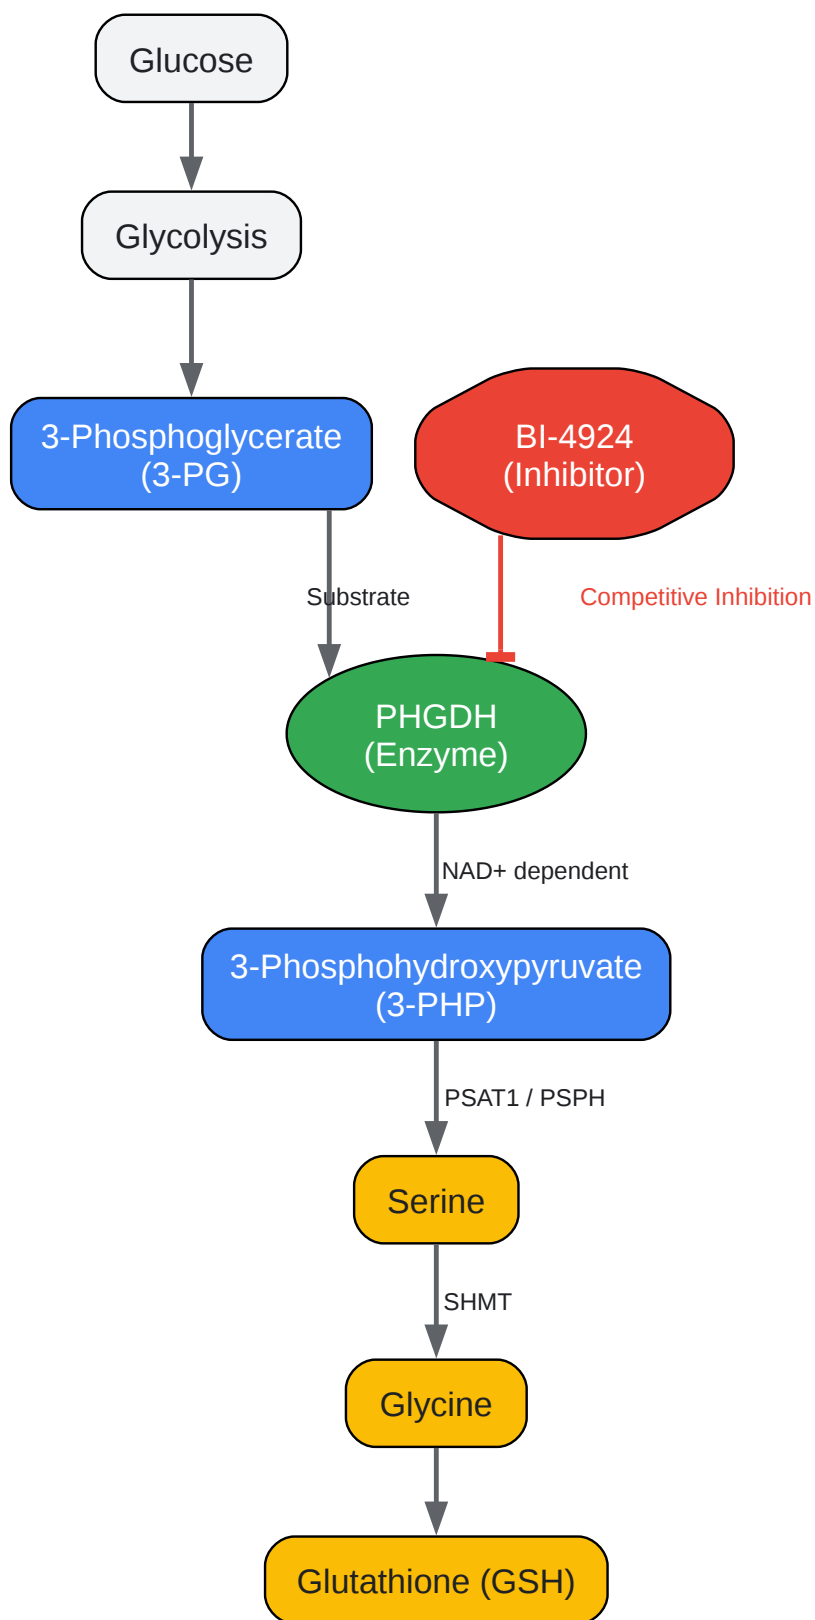 Glucose
Glycolysis
3-Phosphoglycerate
(3-PG)
BI-4924
(Inhibitor)
Substrate
Competitive Inhibition
PHGDH
(Enzyme)
NAD+ dependent
3-Phosphohydroxypyruvate
(3-PHP)
PSAT1 / PSPH
Serine
SHMT
Glycine
Glutathione (GSH)